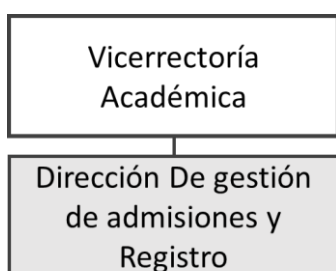 Vicerrectoría
Académica
Dirección De gestión
de admisiones y
Registro